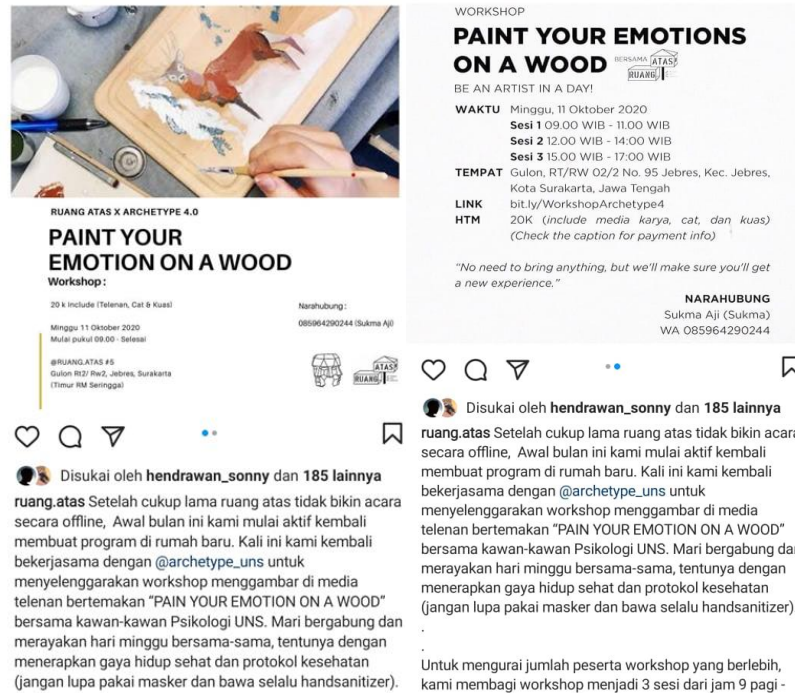 RUANG ATAS X ARCHETYPE 4.0
PAINT YOUR
EMOTION ON A WOOD
Workshop :
20 k Include (Telenan, Cat & Kuas)
Minggu 11 Oktober 2020
Mulai pukul 09.00 - Selesai
@RUANG.ATAS #5
Gulon Rt2/ Rw2, Jebres, Surakarta
(Timur RM Seringga)
Narahubung :
085964290244 (Sukma Aji)
ATAS
RUANG
Disukai oleh hendrawan_sonny dan 185 lainnya
ruang.atas Setelah cukup lama ruang atas tidak bikin acara
secara offline, Awal bulan ini kami mulai aktif kembali
membuat program di rumah baru. Kali ini kami kembali
bekerjasama dengan @archetype_uns untuk
menyelenggarakan workshop menggambar di media
telenan bertemakan “PAIN YOUR EMOTION ON A WOOD”
bersama kawan-kawan Psikologi UNS. Mari bergabung dan
merayakan hari minggu bersama-sama, tentunya dengan
menerapkan gaya hidup sehat dan protokol kesehatan
(jangan lupa pakai masker dan bawa selalu handsanitizer).
WORKSHOP
PAINT YOUR EMOTIONS
ON A WOOD BERSAMA ATAS
RUANG
BE AN ARTIST IN A DAY!
WAKTU Minggu, 11 Oktober 2020
Sesi 1 09.00 WIB - 11.00 WIB
Sesi 2 12.00 WIB - 14:00 WIB
Sesi 3 15.00 WIB - 17:00 WIB
TEMPAT Gulon, RT/RW 02/2 No. 95 Jebres, Kec. Jebres,
Kota Surakarta, Jawa Tengah
LINK bit.ly/WorkshopArchetype4
HTM 20K (include media karya, cat, dan kuas)
(Check the caption for payment info)
“No need to bring anything, but we'll make sure you'll get
a new experience.”
NARAHUBUNG
Sukma Aji (Sukma)
WA 085964290244
Disukai oleh hendrawan_sonny dan 185 lainnya
ruang.atas Setelah cukup lama ruang atas tidak bikin acara
secara offline, Awal bulan ini kami mulai aktif kembali
membuat program di rumah baru. Kali ini kami kembali
bekerjasama dengan @archetype_uns untuk
menyelenggarakan workshop menggambar di media
telenan bertemakan “PAIN YOUR EMOTION ON A WOOD”
bersama kawan-kawan Psikologi UNS. Mari bergabung da
merayakan hari minggu bersama-sama, tentunya dengan
menerapkan gaya hidup sehat dan protokol kesehatan
(jangan lupa pakai masker dan bawa selalu handsanitizer)
.
.
Untuk mengurai jumlah peserta workshop yang berlebih,
kami membagi workshop menjadi 3 sesi dari jam 9 pagi -